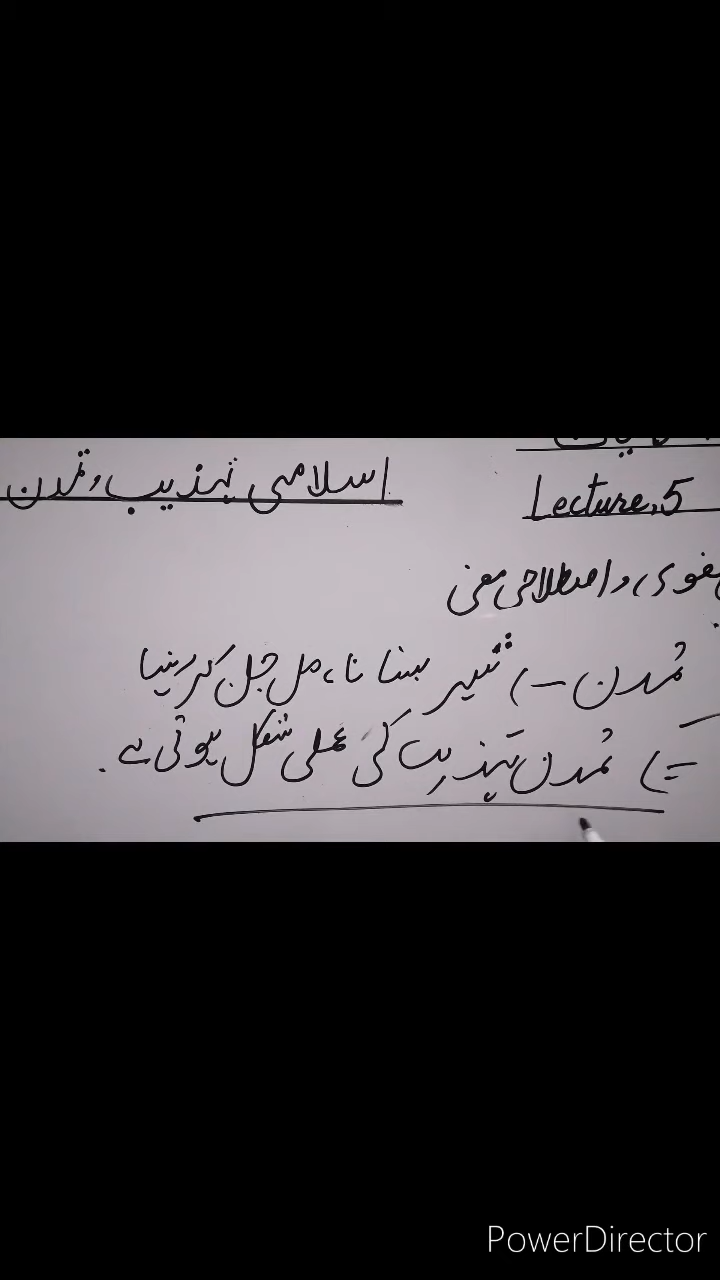 Lecture.5 اسلامی تہذیب و تمدن
لغوی و اصطلاحی معنی
تمدن ← شہر بسانا، مل جل کر رہنا
تمدن تہذیب کی عملی شکل ہوتی ہے۔
PowerDirector